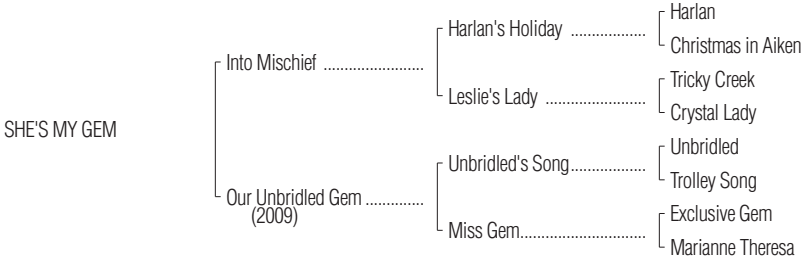 Harlan
Harlan's Holiday ..................
Christmas in Aiken
Into Mischief ........................
Tricky Creek
Leslie's Lady ........................
Crystal Lady
SHE'S MY GEM
Unbridled
Unbridled's Song..................
Trolley Song
Our Unbridled Gem ..............
(2009)
Exclusive Gem
Miss Gem..............................
Marianne Theresa